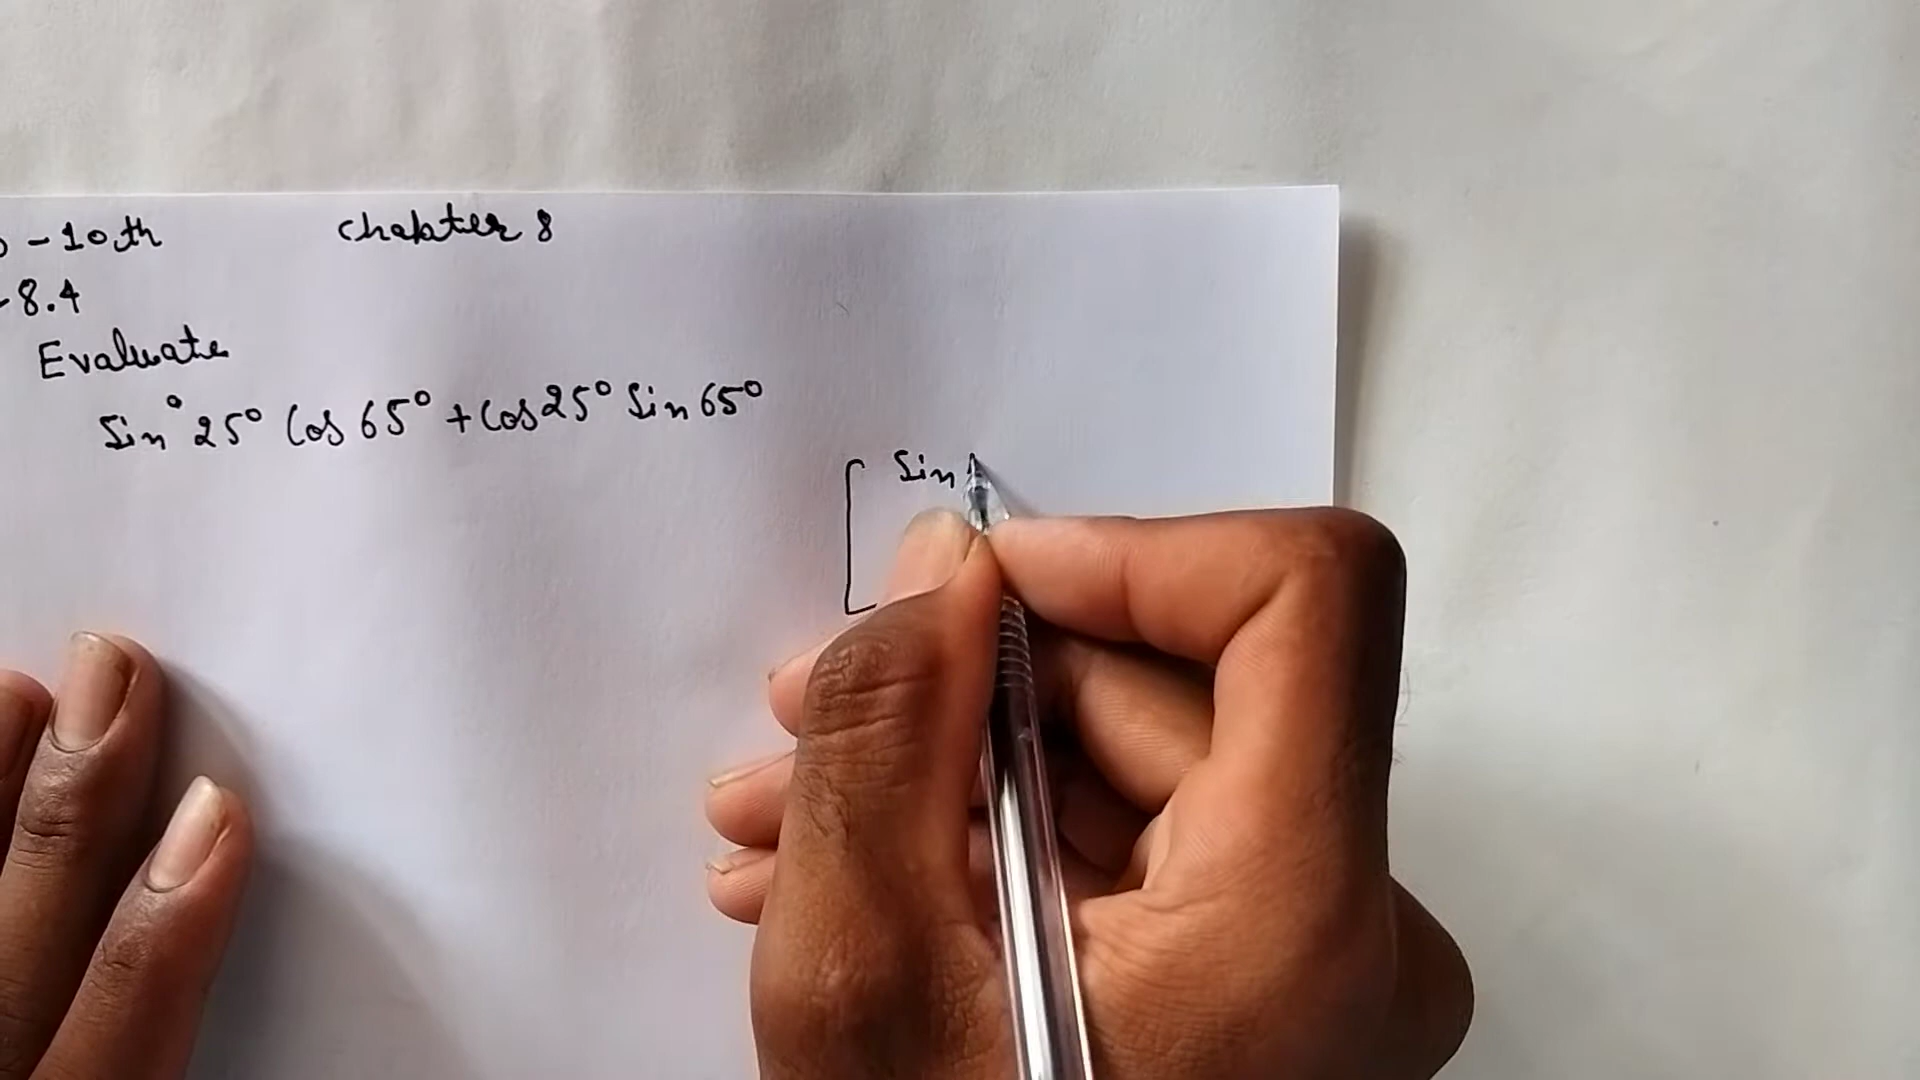 - 10th chapter 8
- 8.4
Evaluate
Sin° 25° Cos 65° + Cos 25° Sin 65°
[ Sin